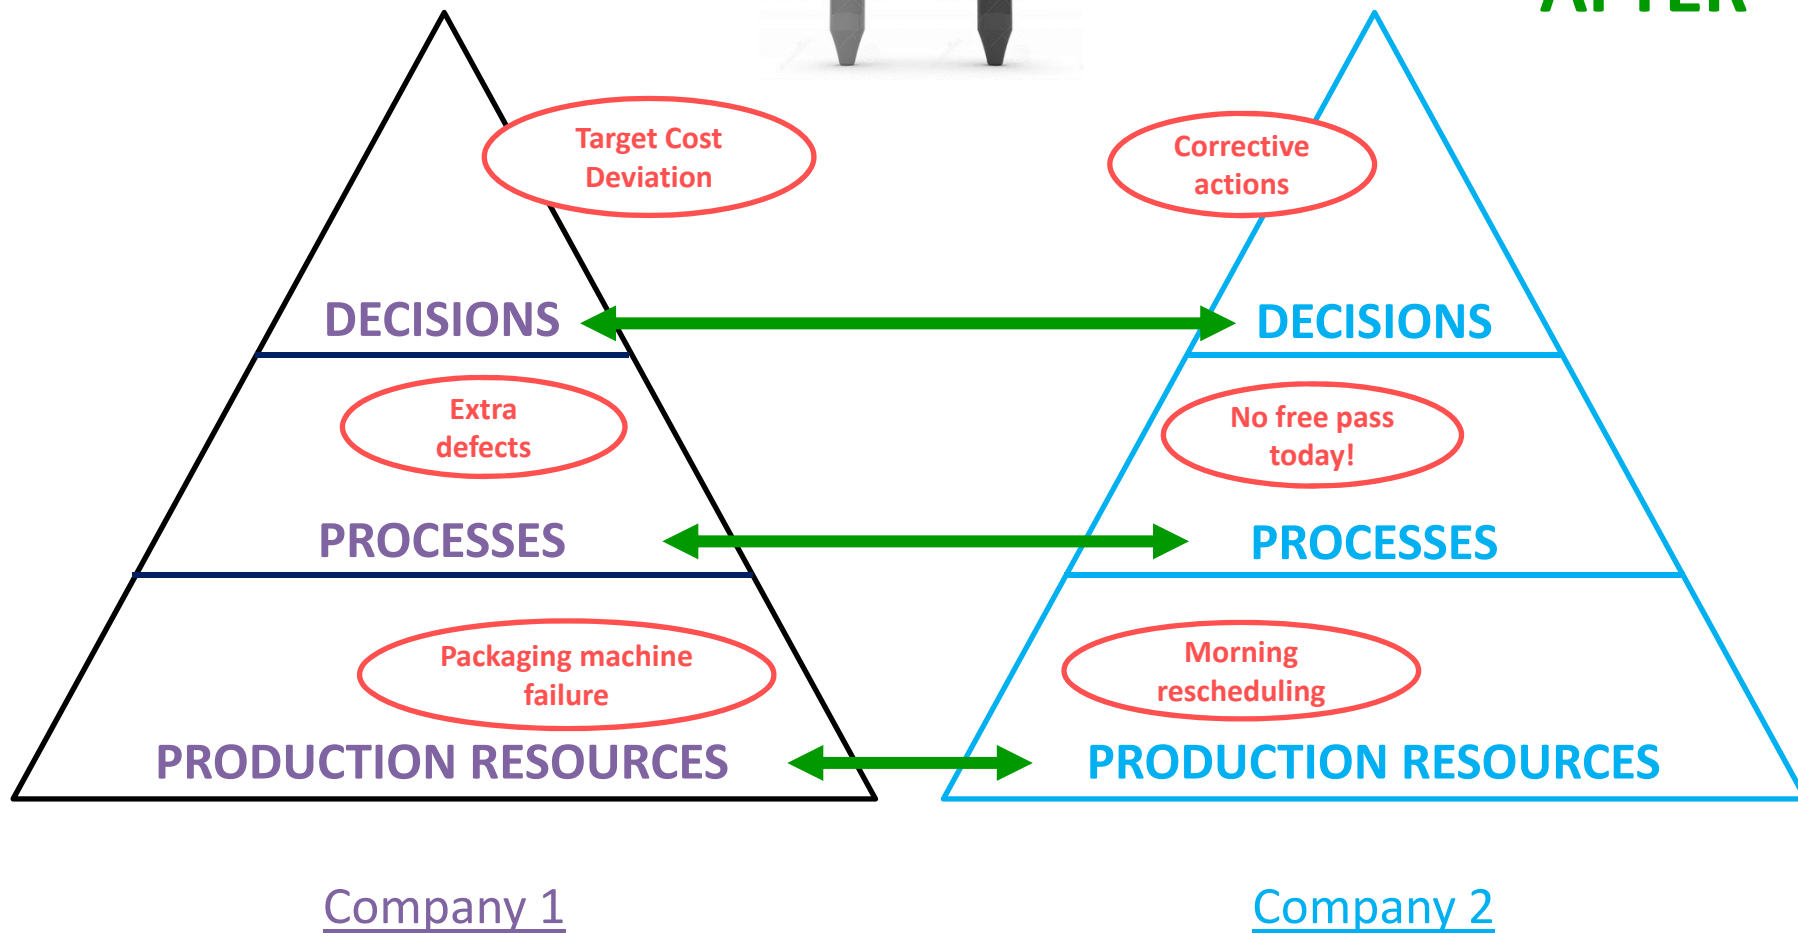 AFTER
Target Cost
Deviation
Corrective
actions
DECISIONS
DECISIONS
Extra
defects
No free pass
today!
PROCESSES
PROCESSES
Packaging machine
failure
Morning
rescheduling
PRODUCTION RESOURCES
PRODUCTION RESOURCES
Company 1
Company 2